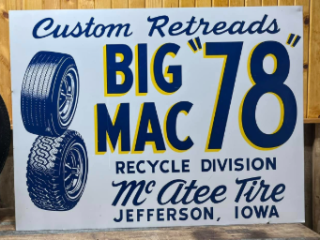 Custom Retreads
BIG "78"
MAC
RECYCLE DIVISION
McAtee Tire
JEFFERSON, IOWA